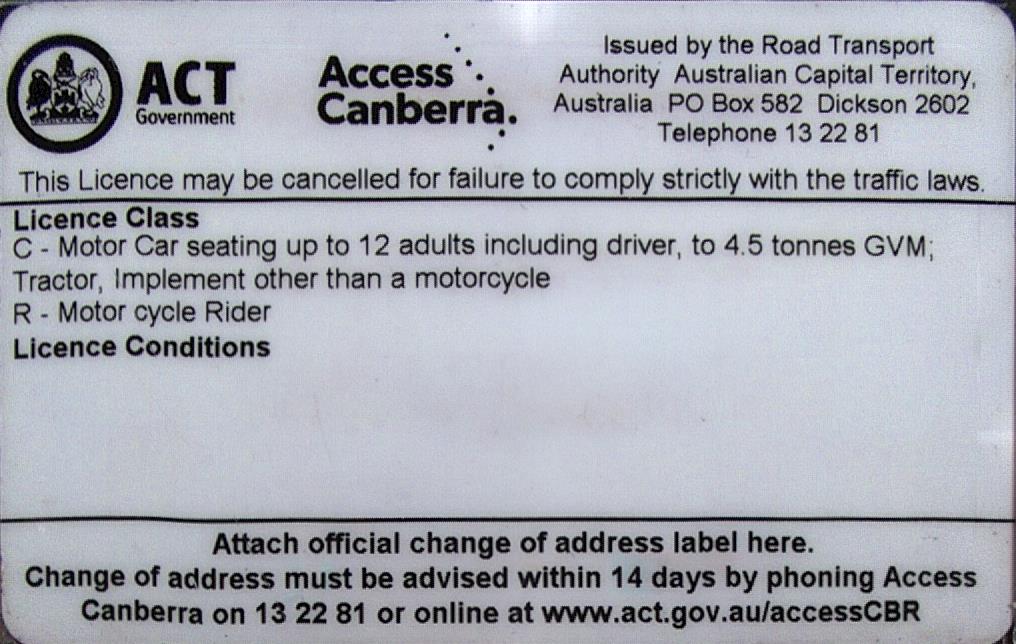 ACT
Government
Access
Canberra.
Issued by the Road Transport
Authority Australian Capital Territory,
Australia PO Box 582 Dickson 2602
Telephone 13 22 81
This Licence may be cancelled for failure to comply strictly with the traffic laws.
Licence Class
C - Motor Car seating up to 12 adults including driver, to 4.5 tonnes GVM;
Tractor, Implement other than a motorcycle
R - Motor cycle Rider
Licence Conditions
Attach official change of address label here.
Change of address must be advised within 14 days by phoning Access
Canberra on 13 22 81 or online at www.act.gov.au/accessCBR